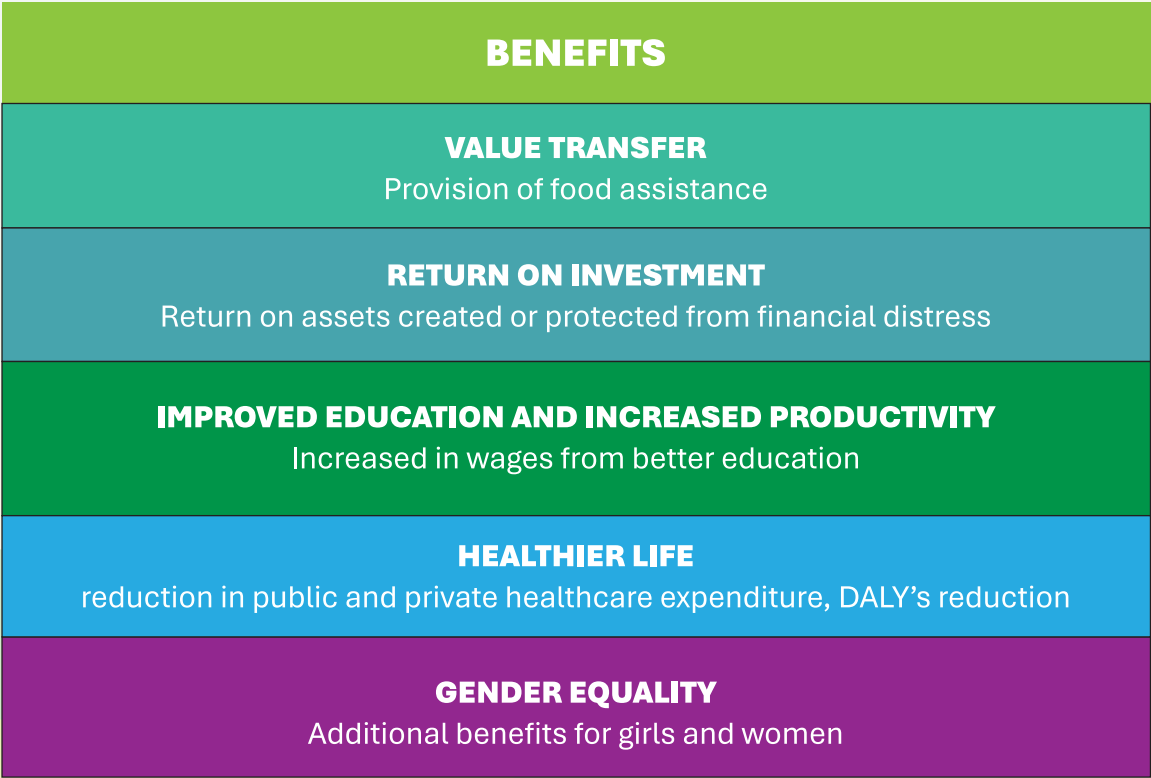 BENEFITS
VALUE TRANSFER
Provision of food assistance
RETURN ON INVESTMENT
Return on assets created or protected from financial distress
IMPROVED EDUCATION AND INCREASED PRODUCTIVITY
Increased in wages from better education
HEALTHIER LIFE
reduction in public and private healthcare expenditure, DALY’s reduction
GENDER EQUALITY
Additional benefits for girls and women